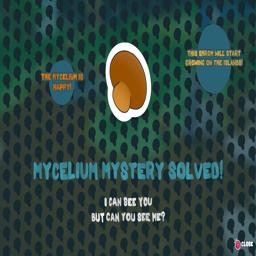 THE MYCELIUM IS
HAPPY!
THIS SHROOM WILL START
GROWING ON THE ISLANDS!
MYCELIUM MYSTERY SOLVED!
I CAN SEE YOU
BUT CAN YOU SEE ME?
CLOSE